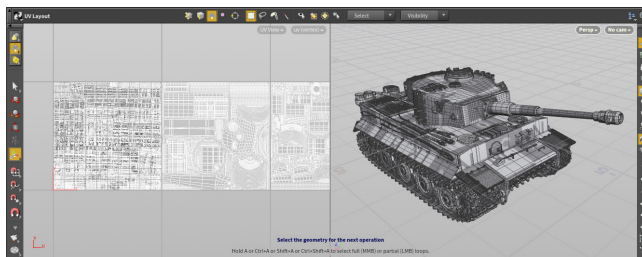 UV Layout
Select
Visibility
UV View
uv (vertex)
Persp
No cam
Select the geometry for the next operation
Hold A or Ctrl+A or Shift+A or Ctrl+Shift+A to select full (MMB) or partial (LMB) loops.